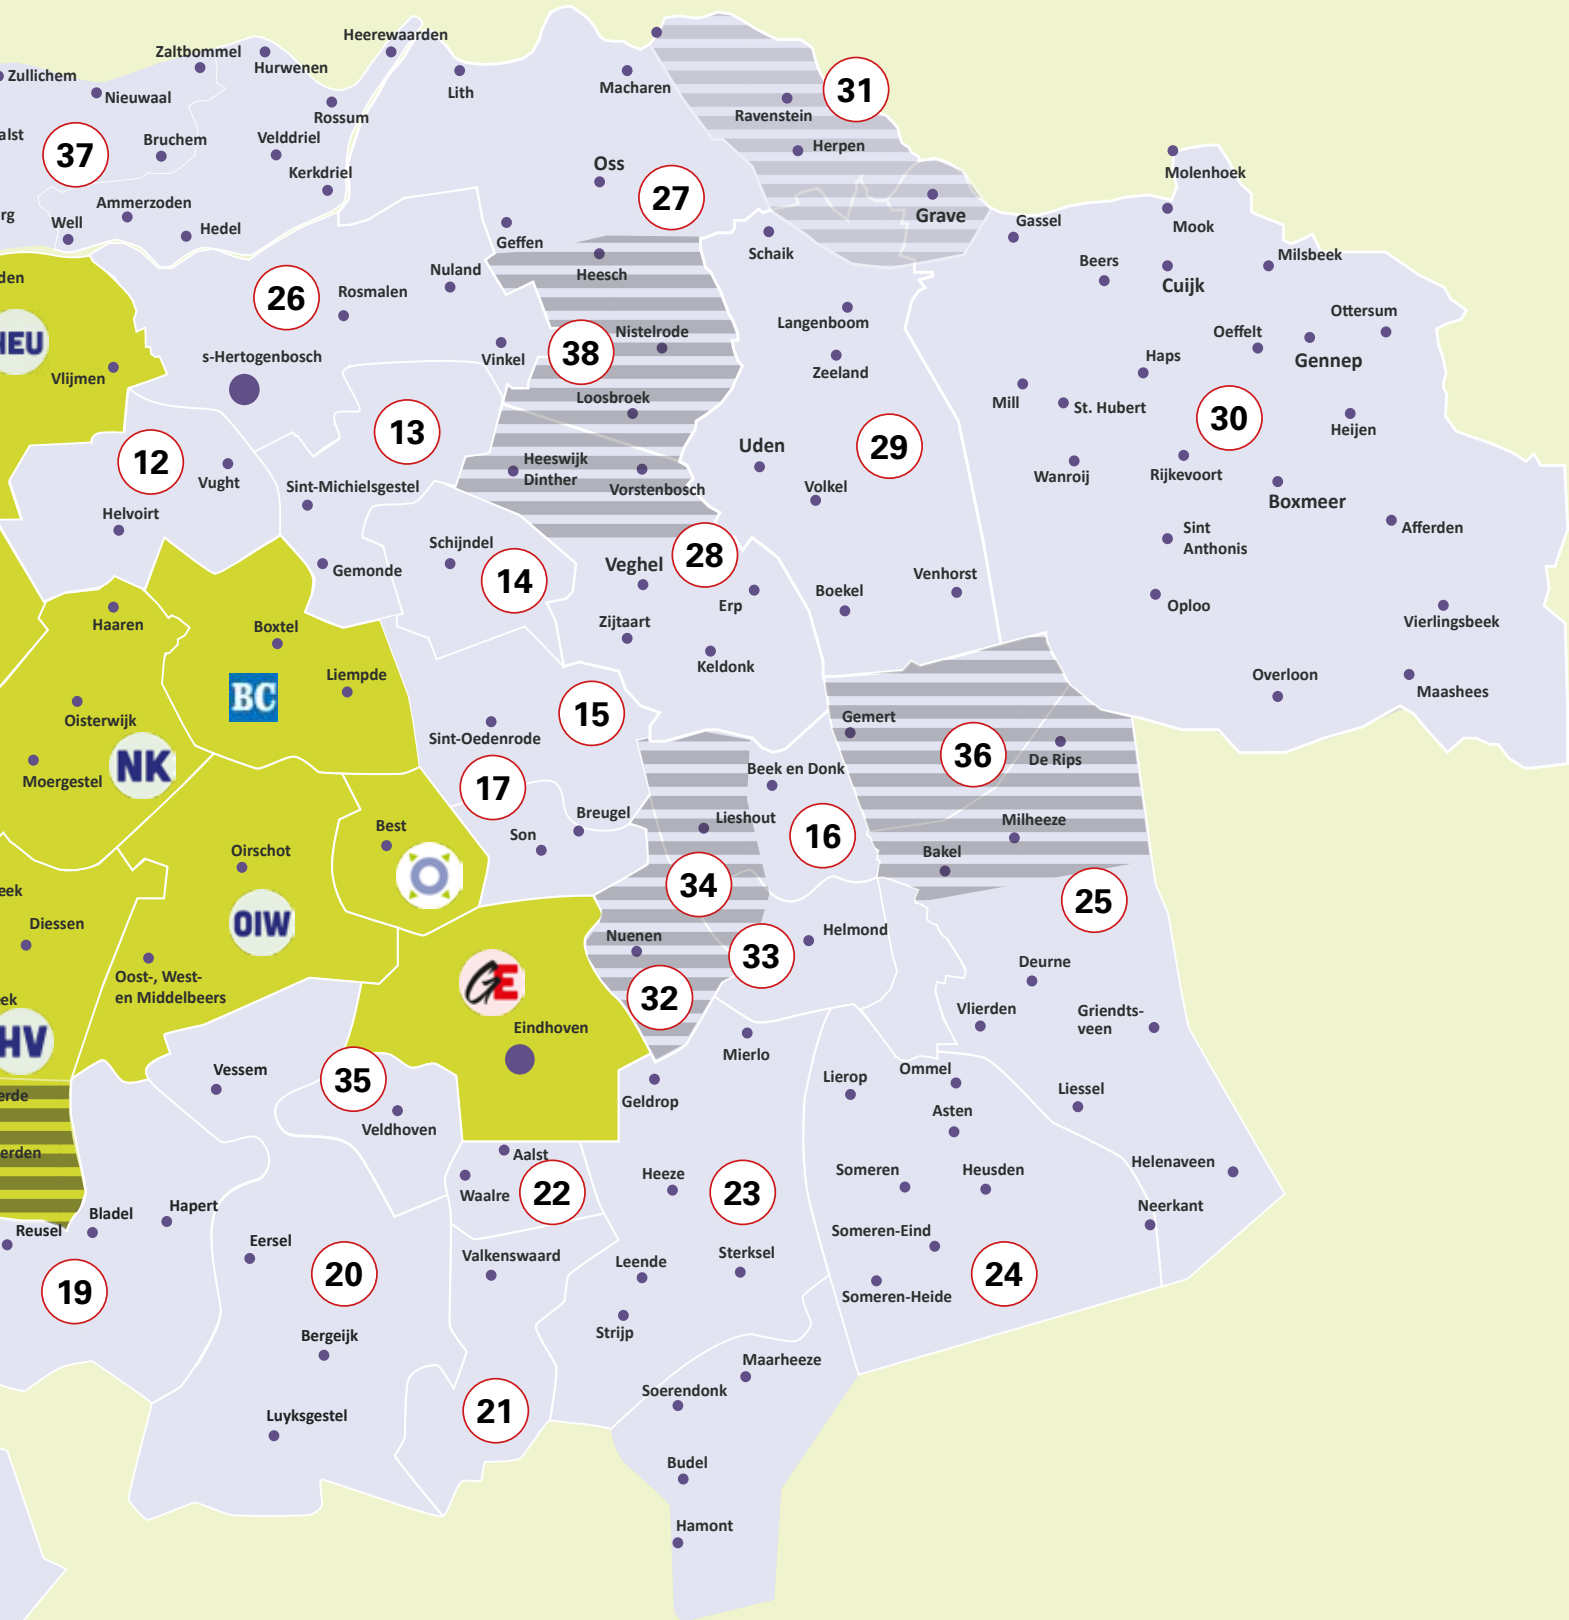 Heerewaarden
Zaltbommel
Hurwenen
Zullichem
Nieuwaal
Lith
Macharen
31
Rossum
Ravenstein
alst
37
Bruchem
Velddriel
Herpen
Molenhoek
Kerkdriel
Oss
27
Ammerzoden
rg
Well
Hedel
Geffen
Grave
Gassel
Mook
Schaik
Milsbeek
Beers
Cuijk
den
Nuland
Heesch
26
Rosmalen
HEU
Langenboom
Ottersum
Nistelrode
Oeffelt
Gennep
s-Hertogenbosch
Vinkel
38
Haps
Vlijmen
Zeeland
Loosbroek
Mill
St. Hubert
30
Heijen
13
12
Uden
29
Heeswijk
Dinther
Vught
Sint-Michielsgestel
Vorstenbosch
Volkel
Wanroij
Rijkevoort
Boxmeer
Helvoirt
Sint
Anthonis
Afferden
Schijndel
28
Veghel
Gemonde
14
Venhorst
Boekel
Erp
Oploo
Haaren
Boxtel
Zijtaart
Vierlingsbeek
Keldonk
Liempde
BC
Overloon
Maashees
Oisterwijk
15
Gemert
Sint-Oedenrode
NK
Moergestel
36
De Rips
Beek en Donk
17
Breugel
Lieshout
Milheeze
Best
Son
16
Oirschot
Bakel
eek
34
25
Diessen
OIW
Nuenen
33
Helmond
Deurne
Oost-, West-
en Middelbeers
GE
32
ek
Vlierden
Griendts-
veen
HV
Eindhoven
Mierlo
Vessem
35
Lierop
Ommel
erde
Geldrop
Liessel
Asten
Veldhoven
erden
Aalst
Helenaveen
Heeze
Someren
Heusden
Waalre
22
23
Hapert
Neerkant
Bladel
Reusel
Someren-Eind
Eersel
Valkenswaard
Leende
Sterksel
19
20
24
Someren-Heide
Bergeijk
Strijp
Maarheeze
Soerendonk
Luyksgestel
21
Budel
Hamont